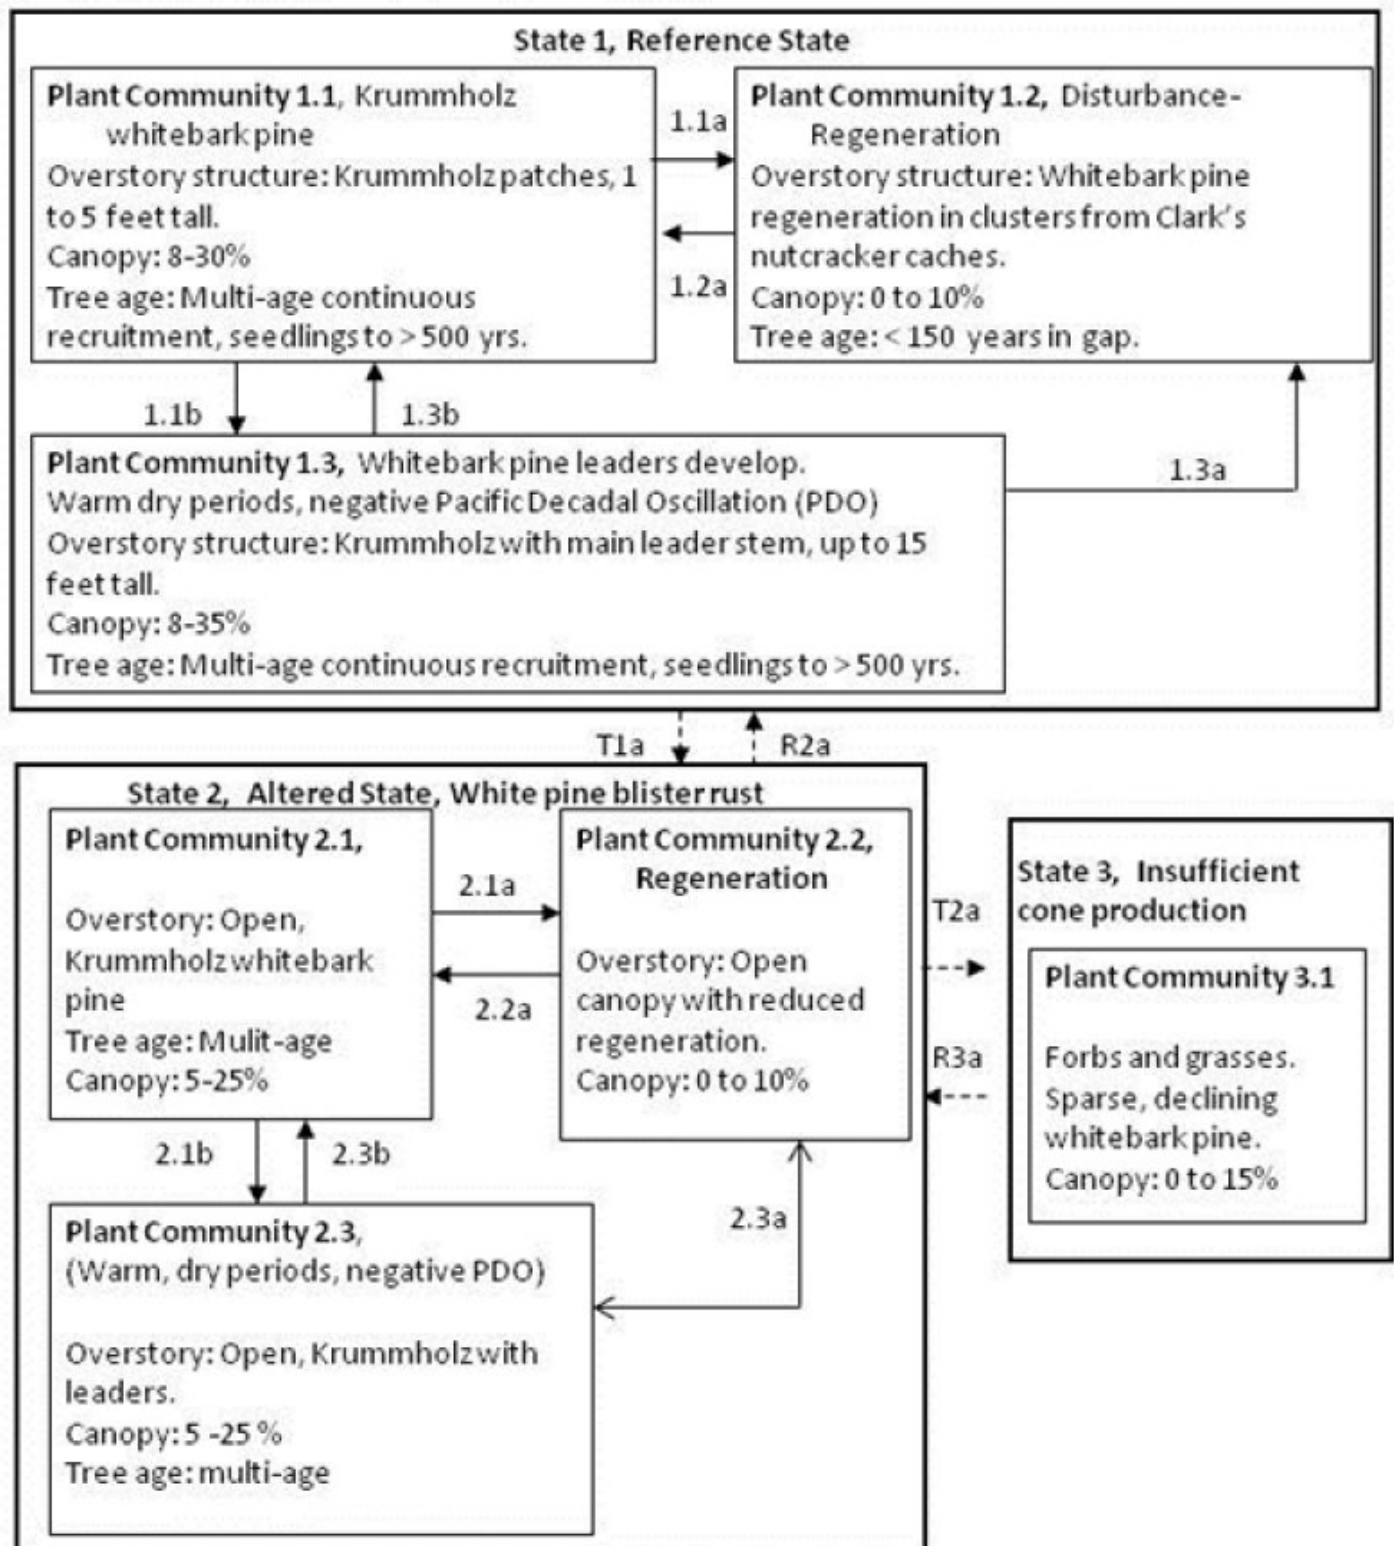 State 1, Reference State
Plant Community 1.1, Krummholz
whitebark pine
Overstory structure: Krummholz patches, 1
to 5 feet tall.
Canopy: 8-30%
Tree age: Multi-age continuous
recruitment, seedlings to > 500 yrs.
1.1a
1.2a
Plant Community 1.2, Disturbance-
Regeneration
Overstory structure: Whitebark pine
regeneration in clusters from Clark's
nutcracker caches.
Canopy: 0 to 10%
Tree age: < 150 years in gap.
1.1b
1.3b
Plant Community 1.3, Whitebark pine leaders develop.
Warm dry periods, negative Pacific Decadal Oscillation (PDO)
Overstory structure: Krummholz with main leader stem, up to 15
feet tall.
Canopy: 8-35%
Tree age: Multi-age continuous recruitment, seedlings to > 500 yrs.
1.3a
T1a
R2a
State 2, Altered State, White pine blister rust
Plant Community 2.1,
Overstory: Open,
Krummholz whitebark
pine
Tree age: Mulit-age
Canopy: 5-25%
2.1a
2.2a
Plant Community 2.2,
Regeneration
Overstory: Open
canopy with reduced
regeneration.
Canopy: 0 to 10%
2.1b
2.3b
2.3a
Plant Community 2.3,
(Warm, dry periods, negative PDO)
Overstory: Open, Krummholz with
leaders.
Canopy: 5 -25 %
Tree age: multi-age
T2a
R3a
State 3, Insufficient
cone production
Plant Community 3.1
Forbs and grasses.
Sparse, declining
whitebark pine.
Canopy: 0 to 15%